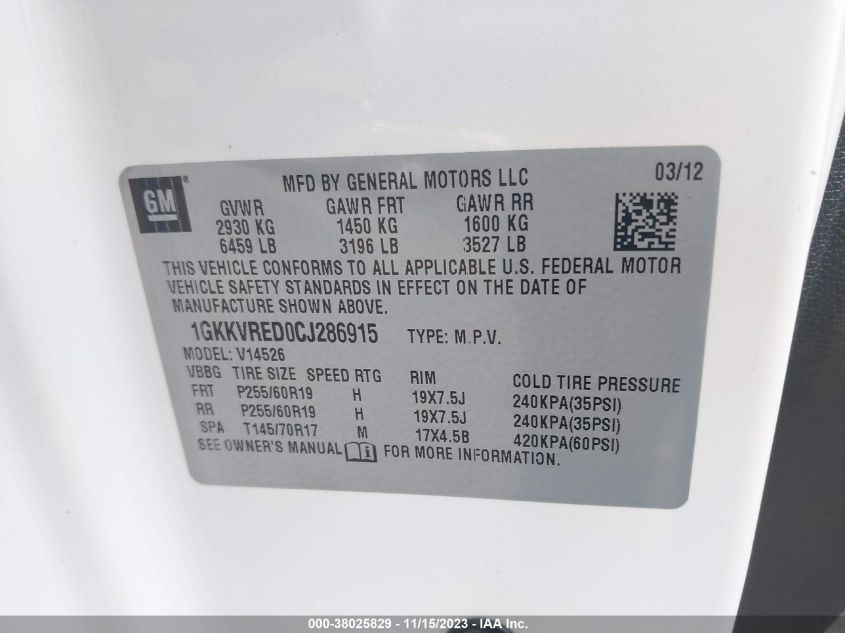 GM®
MFD BY GENERAL MOTORS LLC 03/12
GVWR GAWR FRT GAWR RR
2930 KG 1450 KG 1600 KG
6459 LB 3196 LB 3527 LB
THIS VEHICLE CONFORMS TO ALL APPLICABLE U.S. FEDERAL MOTOR
VEHICLE SAFETY STANDARDS IN EFFECT ON THE DATE OF
MANUFACTURE SHOWN ABOVE.
1GKKVRED0CJ286915 TYPE: M.P.V.
MODEL: V14526
VBBG TIRE SIZE SPEED RTG RIM COLD TIRE PRESSURE
FRT P255/60R19 H 19X7.5J 240KPA(35PSI)
RR P255/60R19 H 19X7.5J 240KPA(35PSI)
SPA T145/70R17 M 17X4.5B 420KPA(60PSI)
SEE OWNER'S MANUAL i FOR MORE INFORMATION.
000-38025829 - 11/15/2023 - IAA Inc.